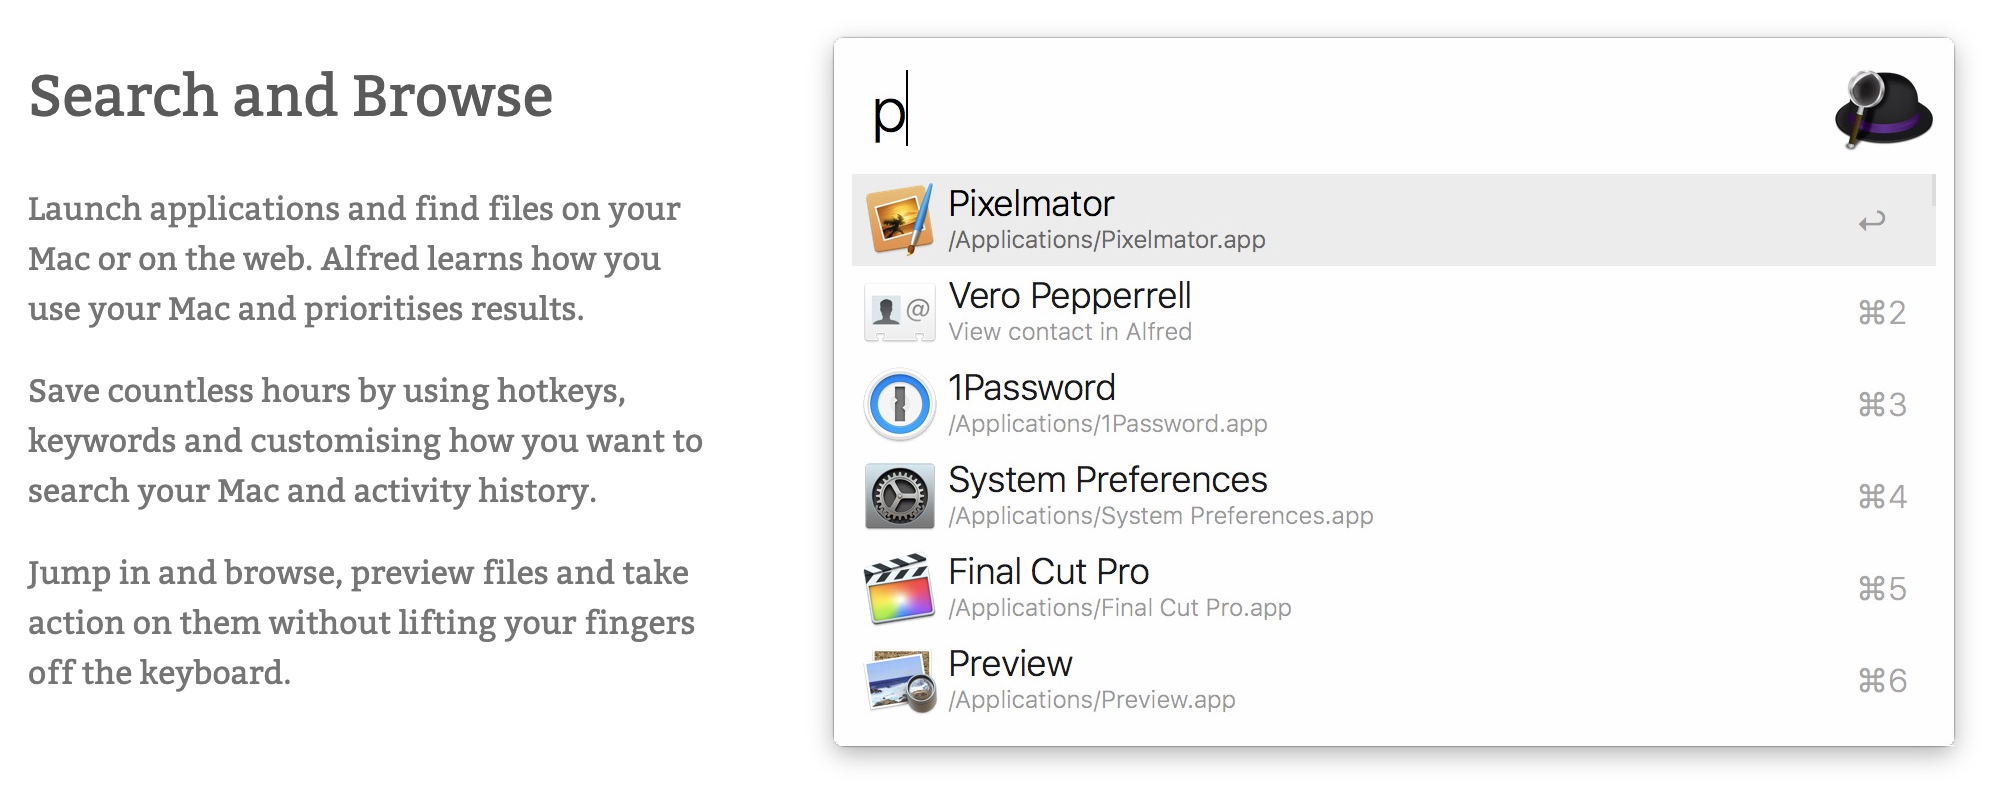 Search and Browse
Launch applications and find files on your
Mac or on the web. Alfred learns how you
use your Mac and prioritises results.
Save countless hours by using hotkeys,
keywords and customising how you want to
search your Mac and activity history.
Jump in and browse, preview files and take
action on them without lifting your fingers
off the keyboard.
p
Pixelmator
/Applications/Pixelmator.app
Vero Pepperrell
@
View contact in Alfred
⌘2
1Password
/Applications/1Password.app
⌘3
System Preferences
/Applications/System Preferences.app
⌘4
Final Cut Pro
/Applications/Final Cut Pro.app
⌘5
Preview
/Applications/Preview.app
⌘6